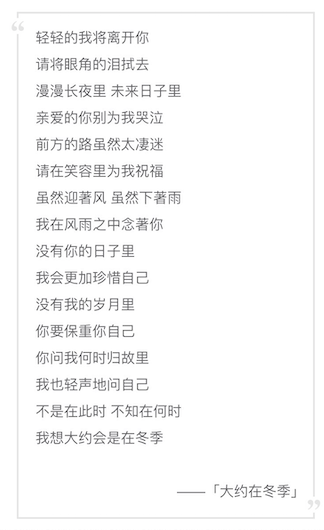 轻轻的我将离开你
请将眼角的泪拭去
漫漫长夜里 未来日子里
亲爱的你别为我哭泣
前方的路虽然太凄迷
请在笑容里为我祝福
虽然迎著风 虽然下著雨
我在风雨之中念著你
没有你的日子里
我会更加珍惜自己
没有我的岁月里
你要保重你自己
你问我何时归故里
我也轻声地问自己
不是在此时 不知在何时
我想大约会是在冬季
——「大约在冬季」